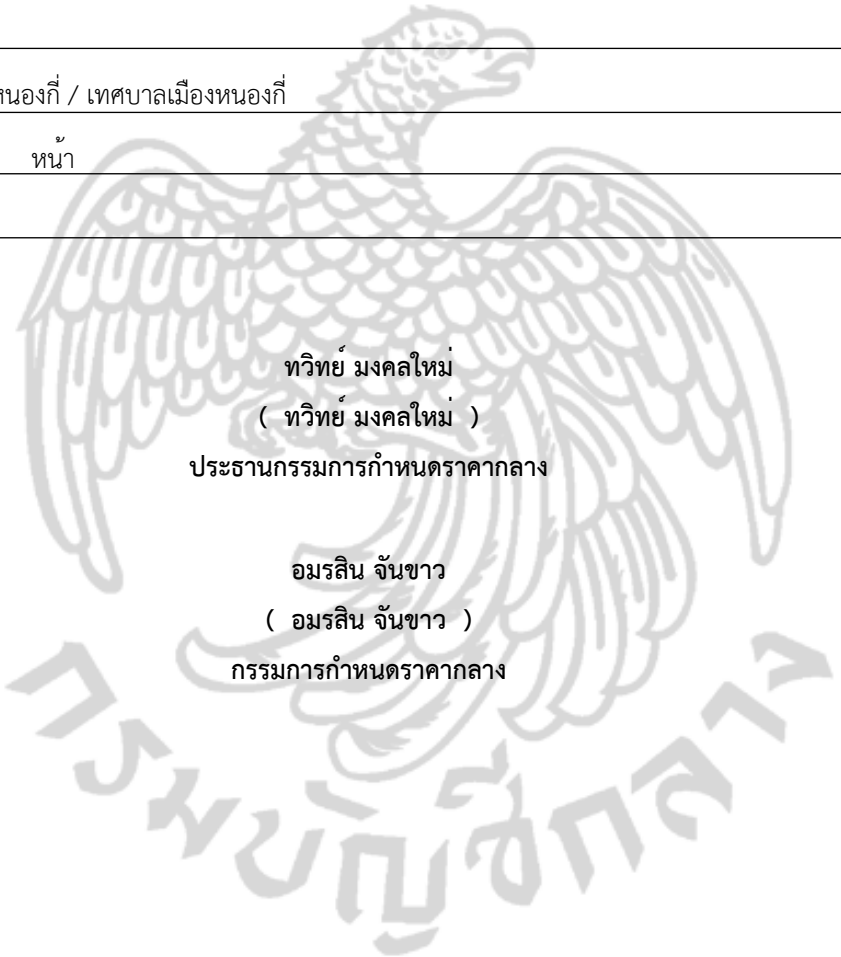 หนองกี่ / เทศบาลเมืองหนองกี่
หน้า
ทวิทย์ มงคลใหม่
( ทวิทย์ มงคลใหม่ )
ประธานกรรมการกำหนดราคากลาง
อมรสิน จันขาว
( อมรสิน จันขาว )
กรรมการกำหนดราคากลาง
กรมบัญชีกลาง